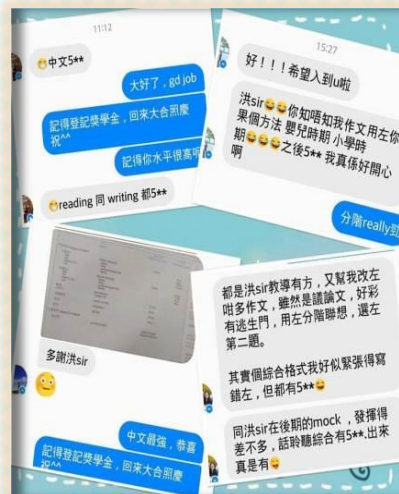 11:12
😁中文5**
大好了，gd job
記得登記獎學金，回來大合照慶
祝^^
記得你水平很高
😁reading 同 writing 都5**
15:27
好！！！希望入到u啦
洪sir😄😄你知唔知我作文用左你
果個方法 嬰兒時期 小學時
期😄😄😄之後5** 我真係好開心
啊
分階really勁
多謝洪sir
中文最強，恭喜
記得登記獎學金，回來大合照慶
祝^^
都是洪sir教導有方，又幫我改左
咁多作文，雖然是議論文，好彩
有逃生門，用左分階聯想，選左
第二題。
其實個綜合格式我好似緊張得寫
錯左，但都有5**😄
同洪sir在後期的mock，發揮得
差不多，話聆聽綜合有5**.出來
真是有😄